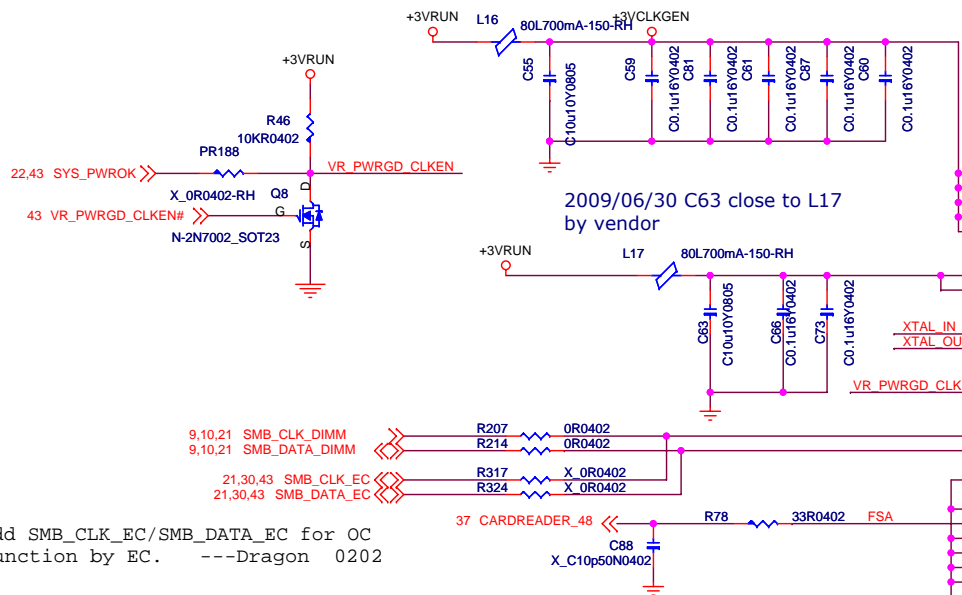 +3VRUN
L16
80L700mA-150-RH
+3VCLKGEN
C55
C10u10Y0805
C59
C0.1u16Y0402
C81
C0.1u16Y0402
C61
C0.1u16Y0402
C87
C0.1u16Y0402
C60
C0.1u16Y0402
+3VRUN
R46
10KR0402
PR188
22,43 SYS_PWROK
VR_PWRGD_CLKEN
X_0R0402-RH
Q8
D
G
S
43 VR_PWRGD_CLKEN#
N-2N7002_SOT23
2009/06/30 C63 close to L17
by vendor
+3VRUN
L17
80L700mA-150-RH
C63
C10u10Y0805
C66
C0.1u16Y0402
C73
C0.1u16Y0402
XTAL_IN
XTAL_OU
VR_PWRGD_CLK
9,10,21 SMB_CLK_DIMM
R207
0R0402
9,10,21 SMB_DATA_DIMM
R214
0R0402
21,30,43 SMB_CLK_EC
R317
X_0R0402
21,30,43 SMB_DATA_EC
R324
X_0R0402
37 CARDREADER_48
R78
33R0402
FSA
C88
X_C10p50N0402
dd SMB_CLK_EC/SMB_DATA_EC for OC
unction by EC. ---Dragon 0202